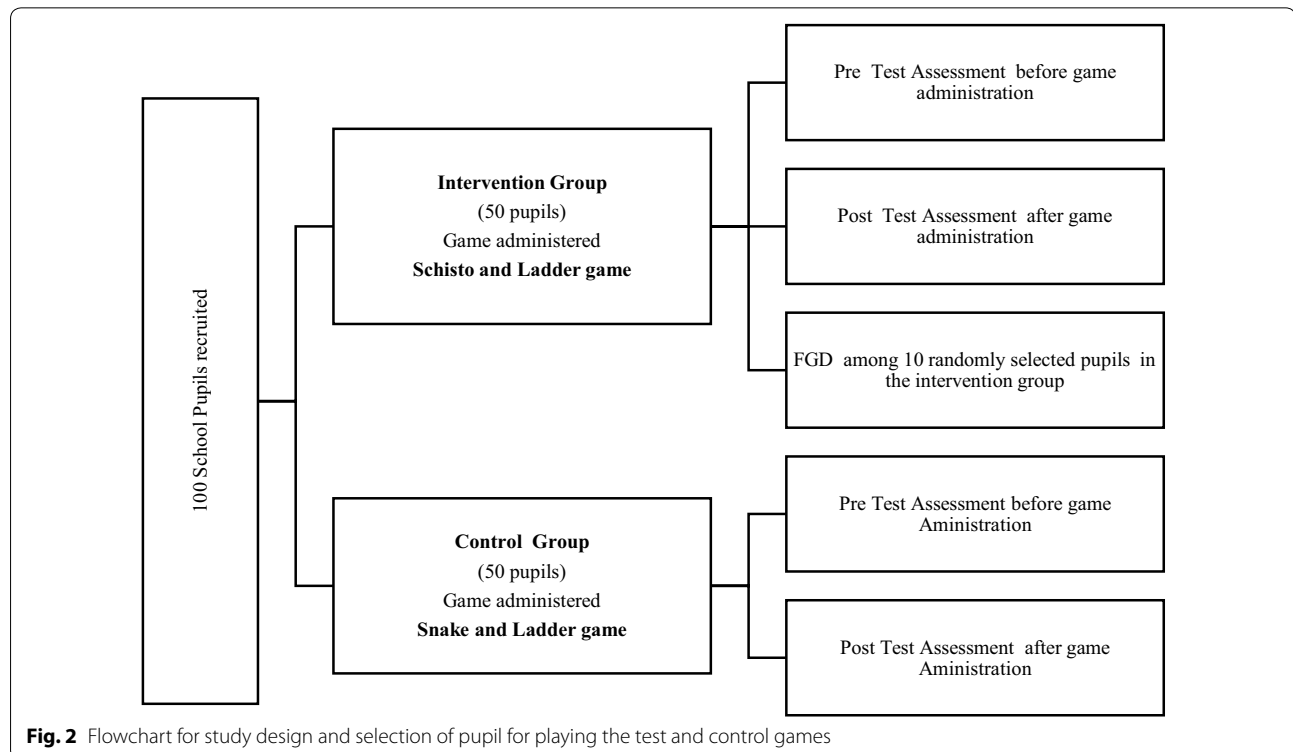 100 School Pupils recruited
Intervention Group
(50 pupils)
Game administered
Schisto and Ladder game
Control Group
(50 pupils)
Game administered
Snake and Ladder game
Pre Test Assessment before game
administration
Post Test Assessment after game
administration
FGD among 10 randomly selected pupils in
the intervention group
Pre Test Assessment before game
Aministration
Post Test Assessment after game
Aministration
Fig. 2 Flowchart for study design and selection of pupil for playing the test and control games